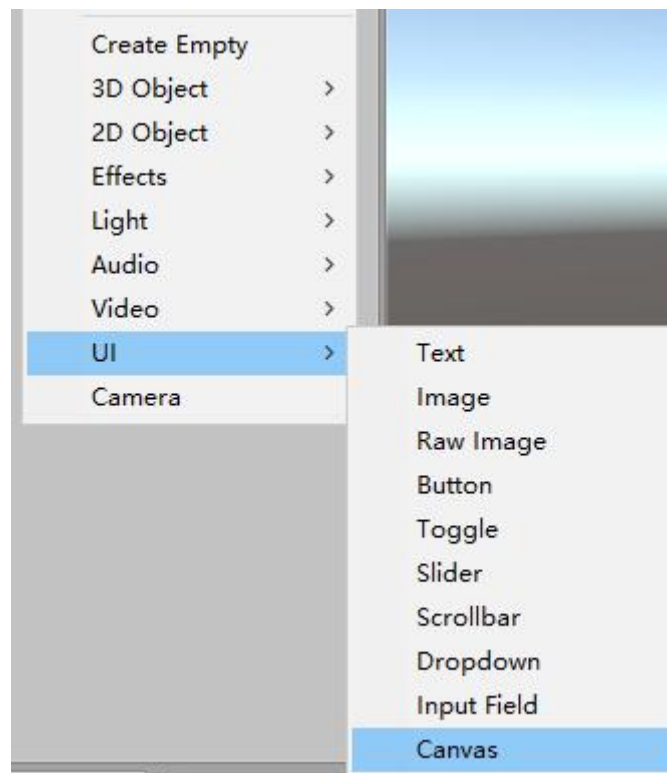 Create Empty
3D Object
2D Object
Effects
Light
Audio
Video
UI
Camera
Text
Image
Raw Image
Button
Toggle
Slider
Scrollbar
Dropdown
Input Field
Canvas